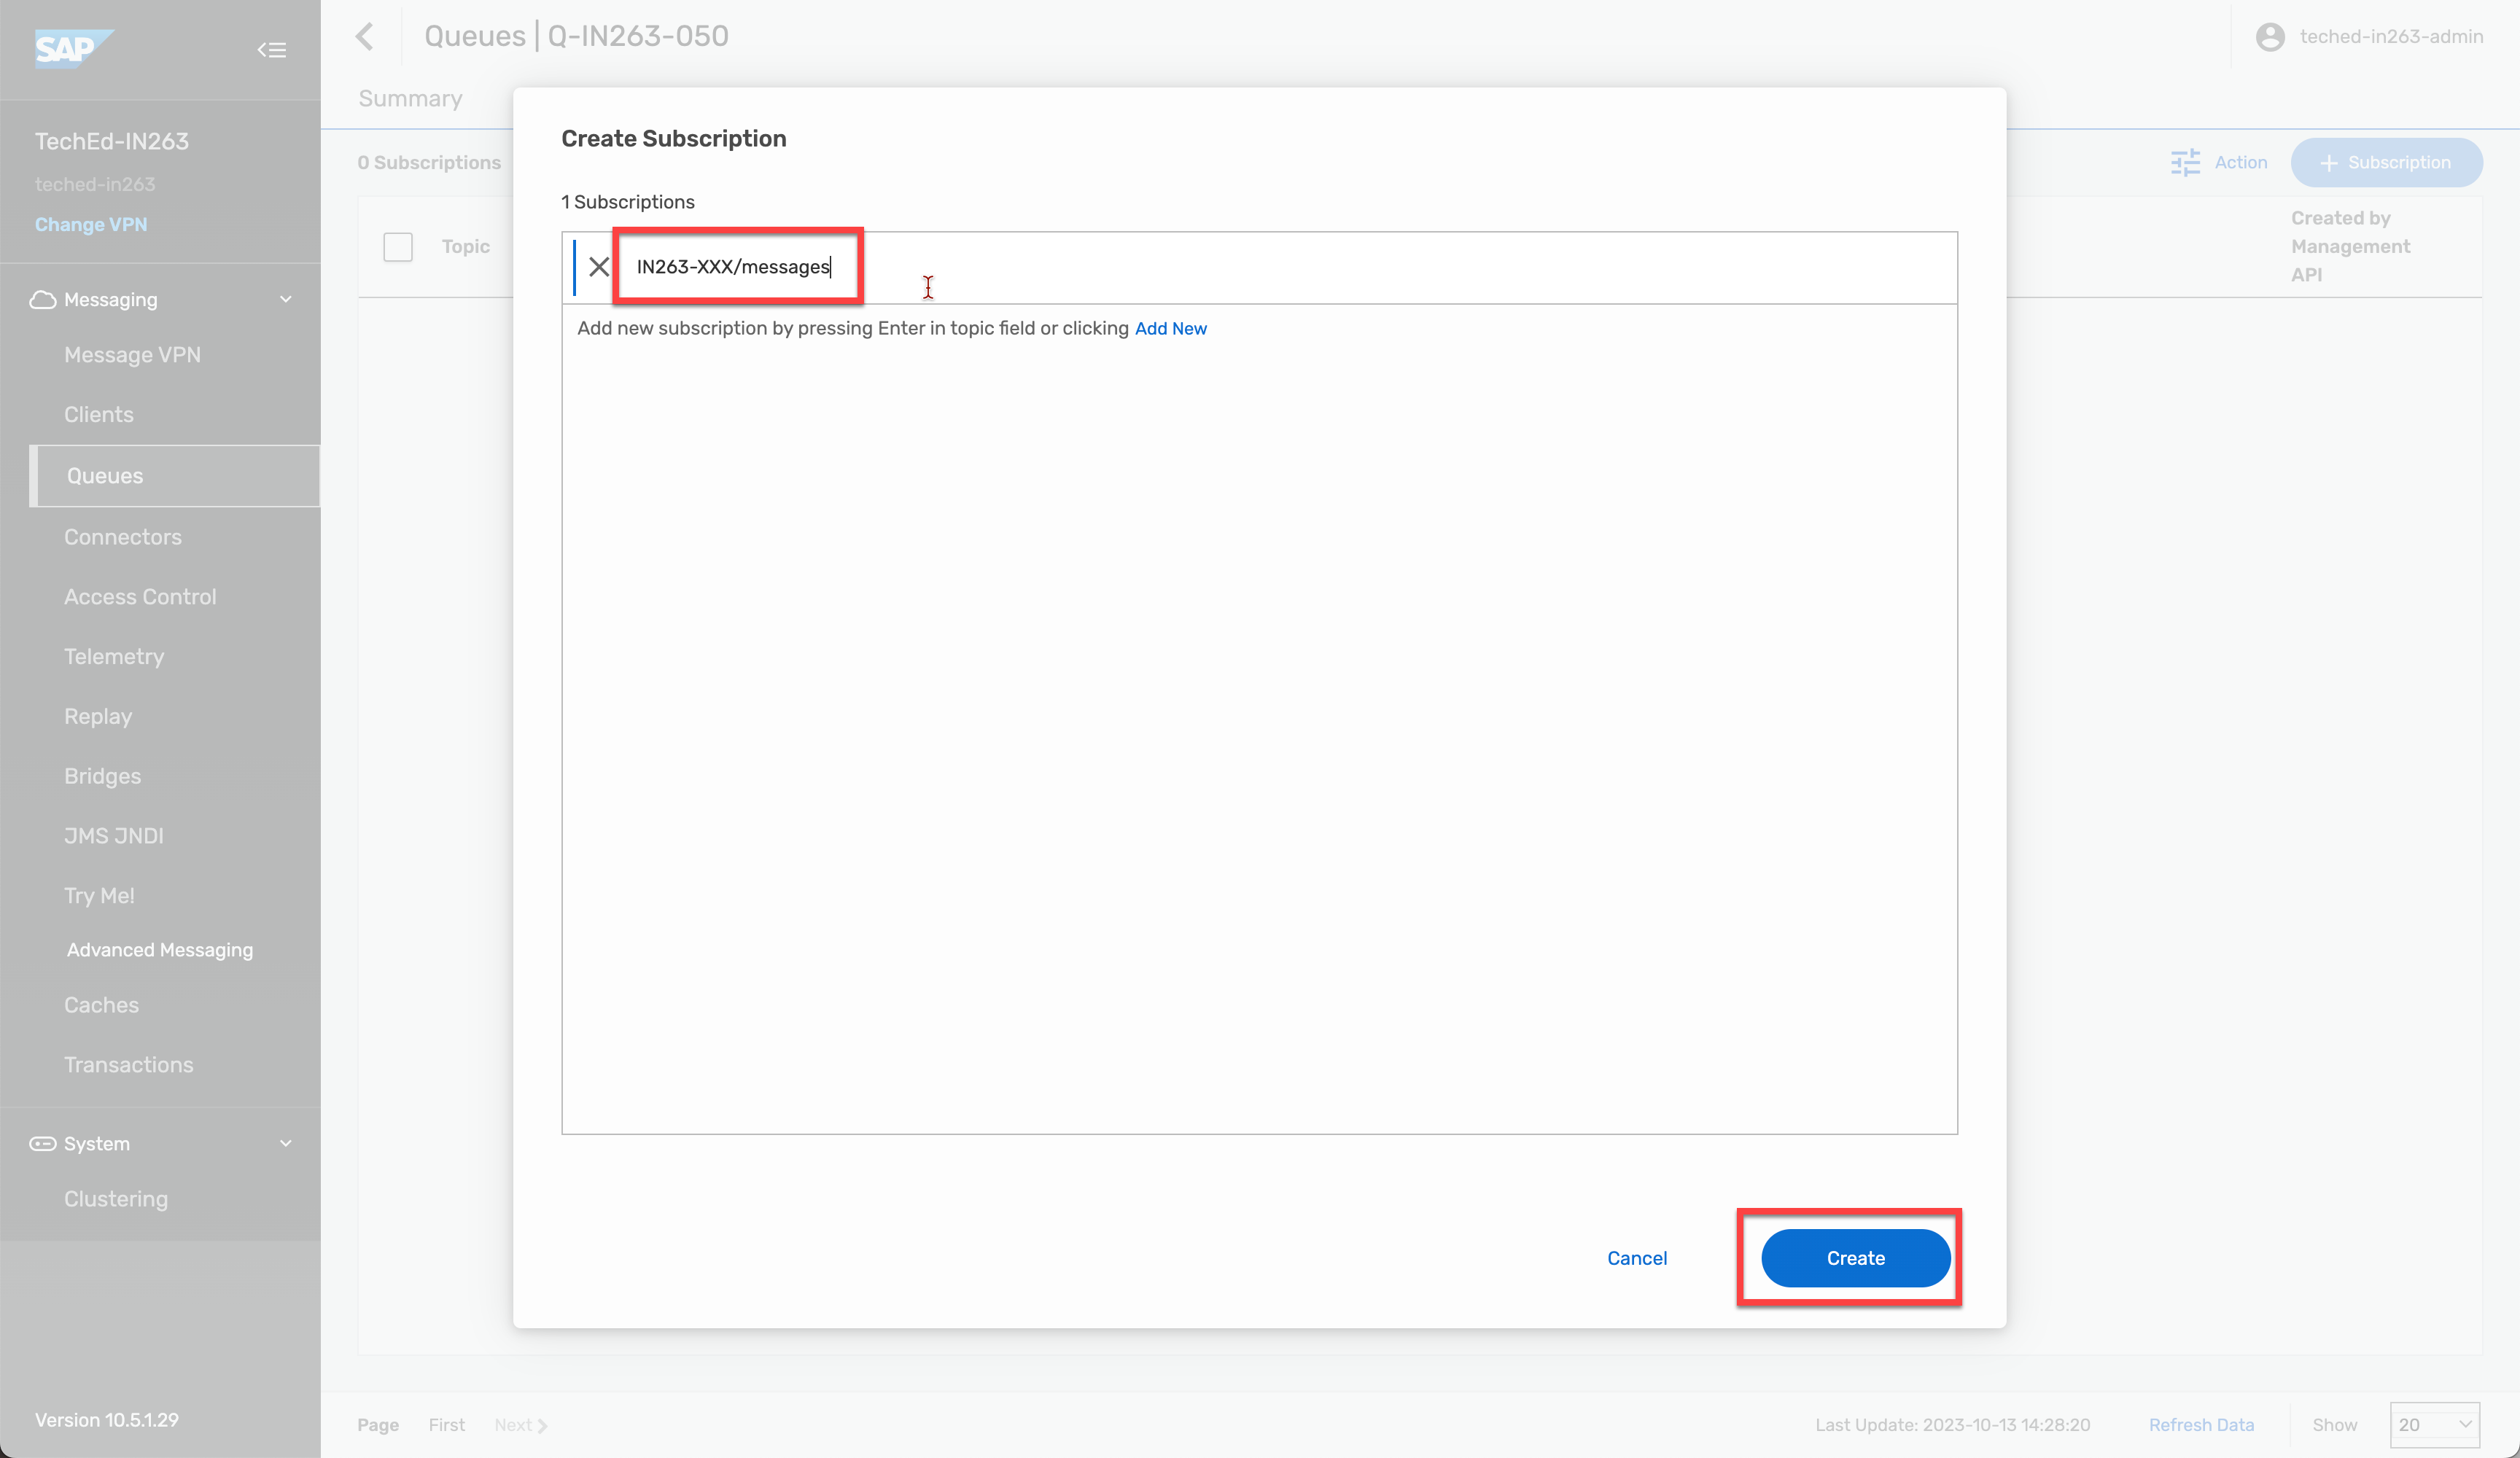 SAP
TechEd-IN263
teched-in263
Change VPN
Messaging
Message VPN
Clients
Queues
Connectors
Access Control
Telemetry
Replay
Bridges
JMS JNDI
Try Me!
Advanced Messaging
Caches
Transactions
System
Clustering
Version 10.5.1.29
Queues | Q-IN263-050
teched-in263-admin
Summary
0 Subscriptions
Action
+ Subscription
Topic
Created by
Management
API
Create Subscription
1 Subscriptions
IN263-XXX/messages
Add new subscription by pressing Enter in topic field or clicking Add New
Cancel
Create
Page First Next
Last Update: 2023-10-13 14:28:20 Refresh Data Show 20